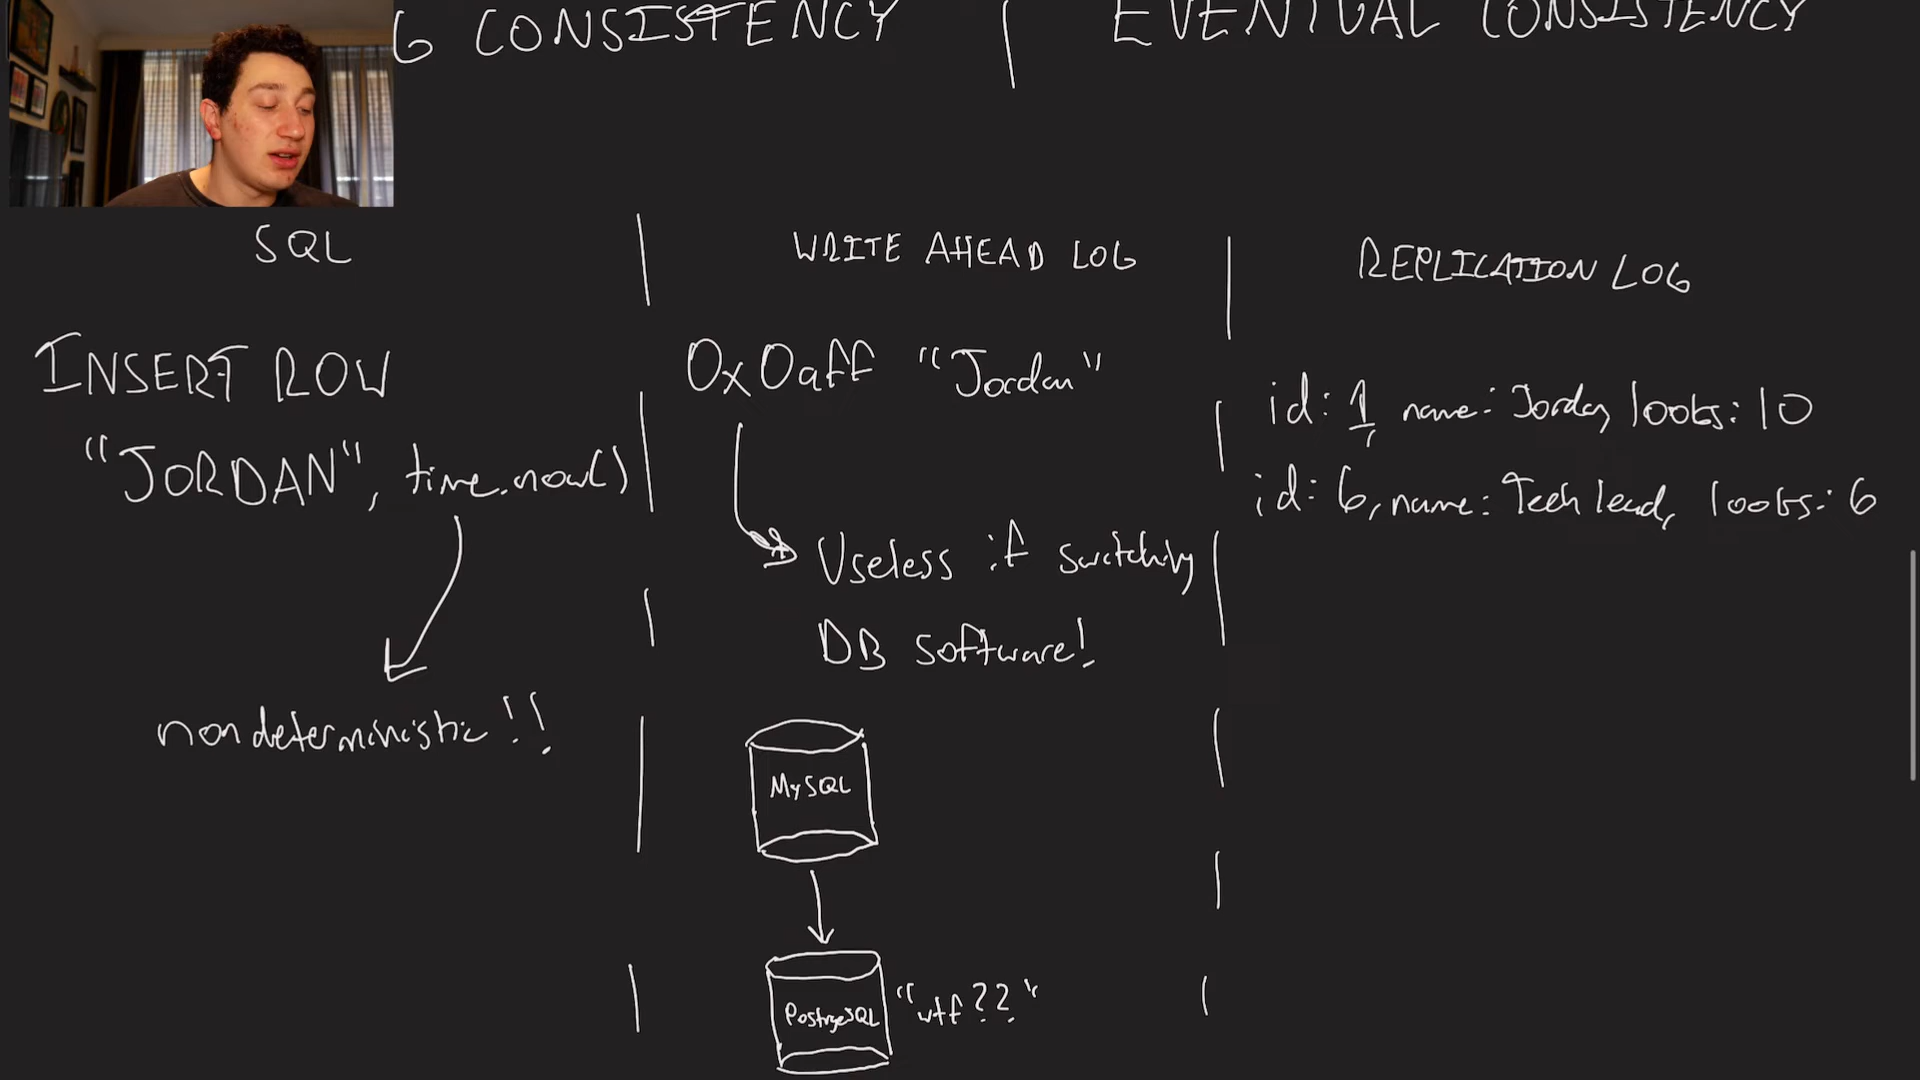 G CONSISTENCY
EVENTUAL CONSISTENCY
SQL
WRITE AHEAD LOG
REPLICATION LOG
INSERT ROW
"JORDAN", time.now()
nondeterministic!!
0x0aff "Jordan"
Useless if switching
DB software!
MySQL
PostgreSQL
"wtf??"
id: 1, name: Jordan, looks: 10
id: 6, name: Tech lead, looks: 6